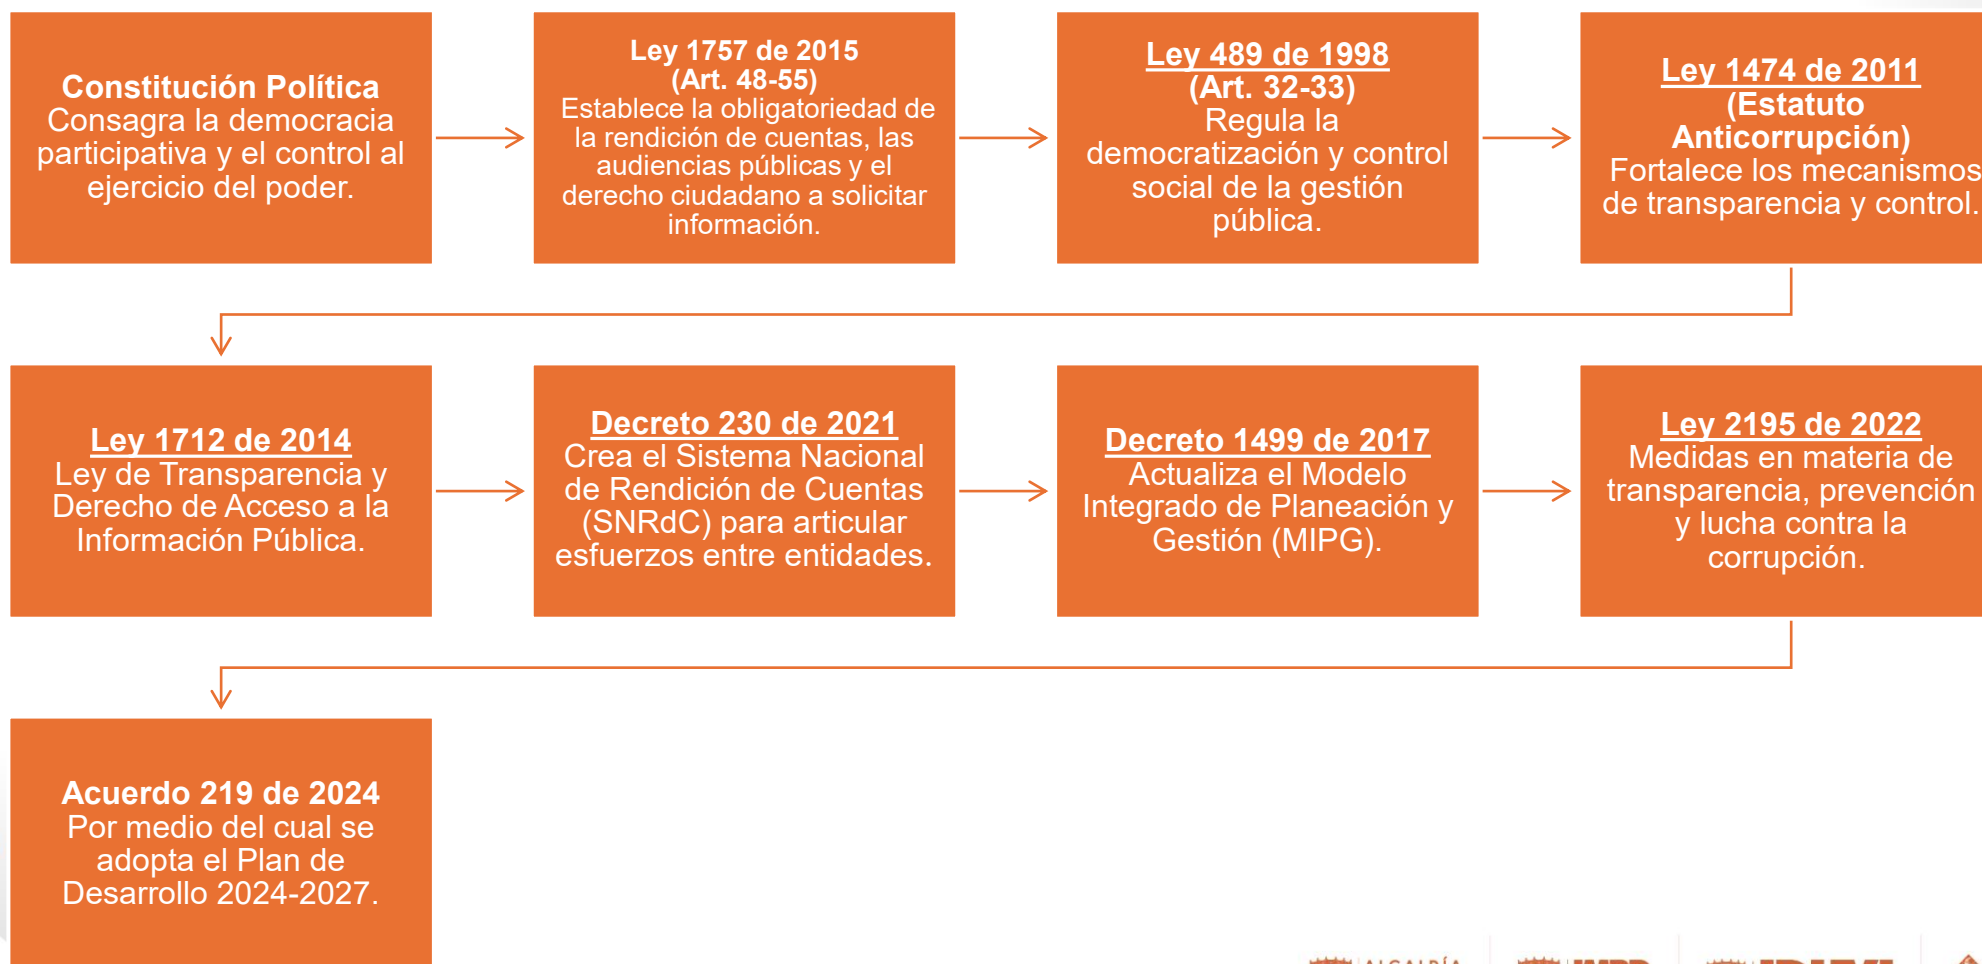 Constitución Política
Consagra la democracia
participativa y el control al
ejercicio del poder.
Ley 1757 de 2015
(Art. 48-55)
Establece la obligatoriedad de
la rendición de cuentas, las
audiencias públicas y el
derecho ciudadano a solicitar
información.
Ley 489 de 1998
(Art. 32-33)
Regula la
democratización y control
social de la gestión
pública.
Ley 1474 de 2011
(Estatuto
Anticorrupción)
Fortalece los mecanismos
de transparencia y control.
Ley 1712 de 2014
Ley de Transparencia y
Derecho de Acceso a la
Información Pública.
Decreto 230 de 2021
Crea el Sistema Nacional
de Rendición de Cuentas
(SNRdC) para articular
esfuerzos entre entidades.
Decreto 1499 de 2017
Actualiza el Modelo
Integrado de Planeación y
Gestión (MIPG).
Ley 2195 de 2022
Medidas en materia de
transparencia, prevención
y lucha contra la
corrupción.
Acuerdo 219 de 2024
Por medio del cual se
adopta el Plan de
Desarrollo 2024-2027.
ALCALDÍA